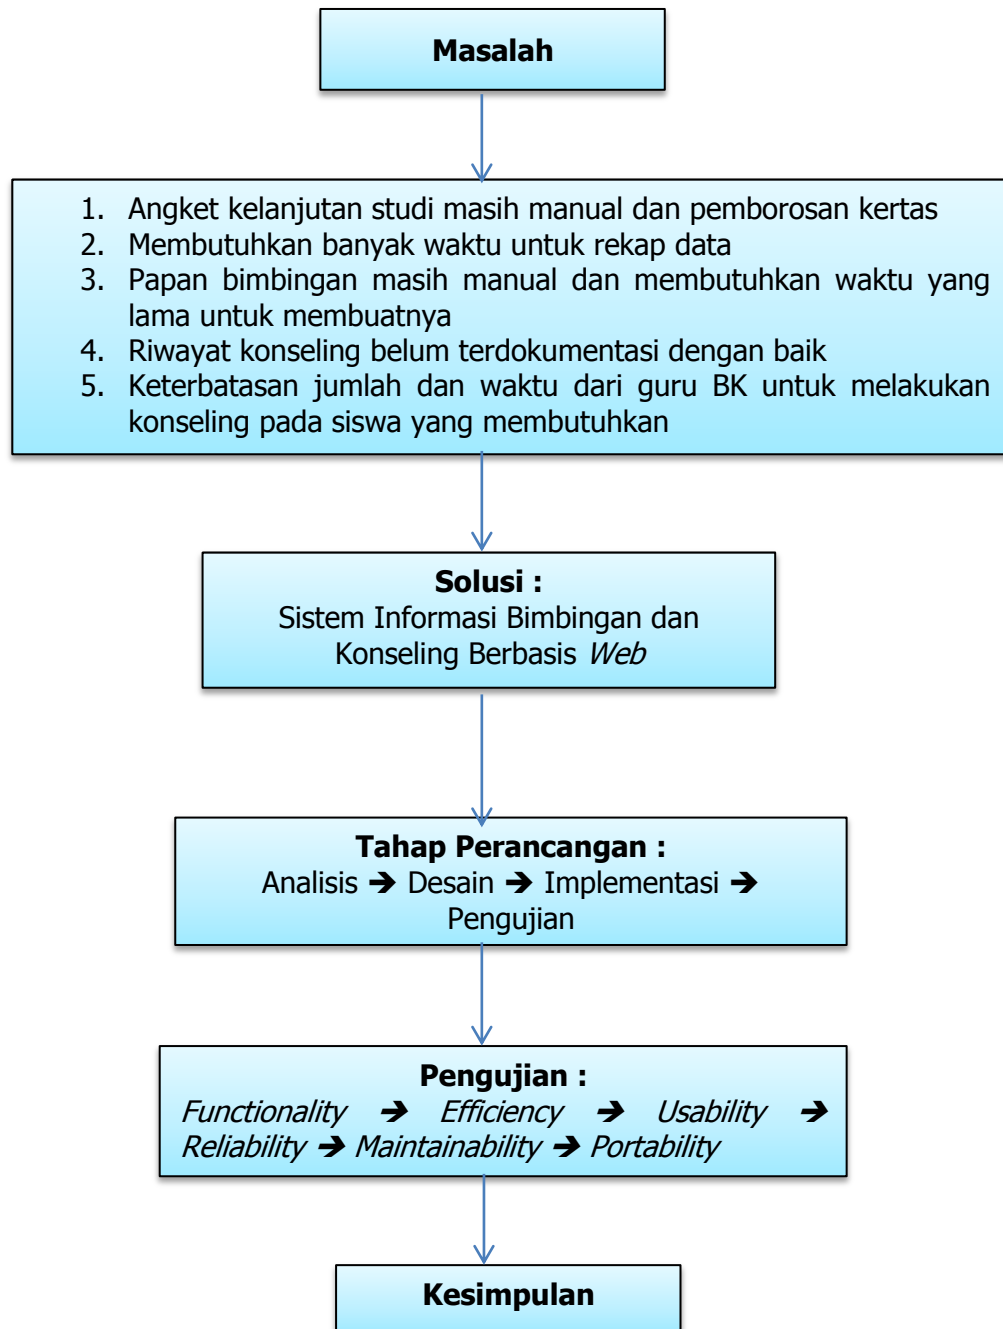 Masalah
1. Angket kelanjutan studi masih manual dan pemborosan kertas
2. Membutuhkan banyak waktu untuk rekap data
3. Papan bimbingan masih manual dan membutuhkan waktu yang
lama untuk membuatnya
4. Riwayat konseling belum terdokumentasi dengan baik
5. Keterbatasan jumlah dan waktu dari guru BK untuk melakukan
konseling pada siswa yang membutuhkan
Solusi :
Sistem Informasi Bimbingan dan
Konseling Berbasis Web
Tahap Perancangan :
Analisis ➔ Desain ➔ Implementasi ➔
Pengujian
Pengujian :
Functionality ➔ Efficiency ➔ Usability ➔
Reliability ➔ Maintainability ➔ Portability
Kesimpulan